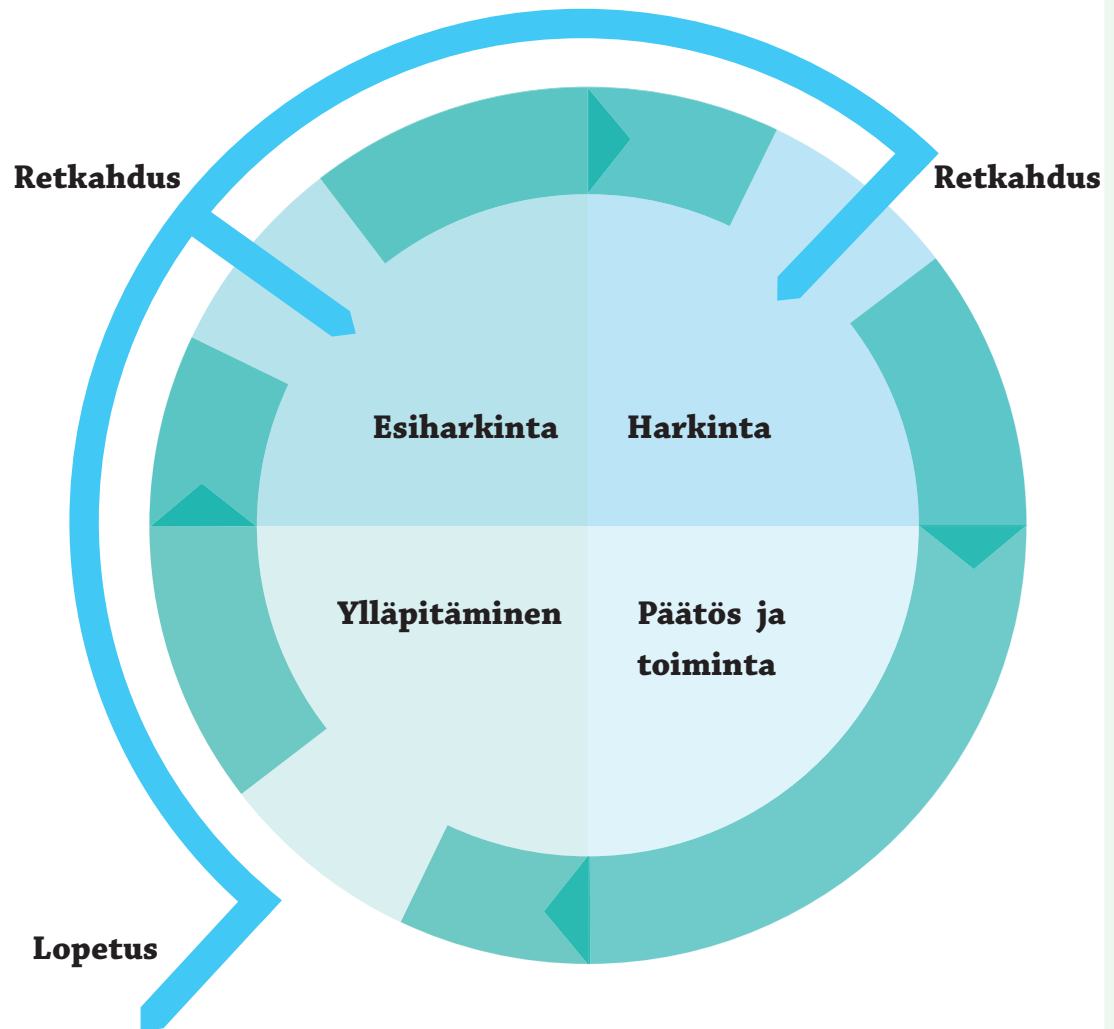 Retkahdus
Retkahdus
Esiharkinta
Harkinta
Ylläpitäminen
Päätös ja
toiminta
Lopetus